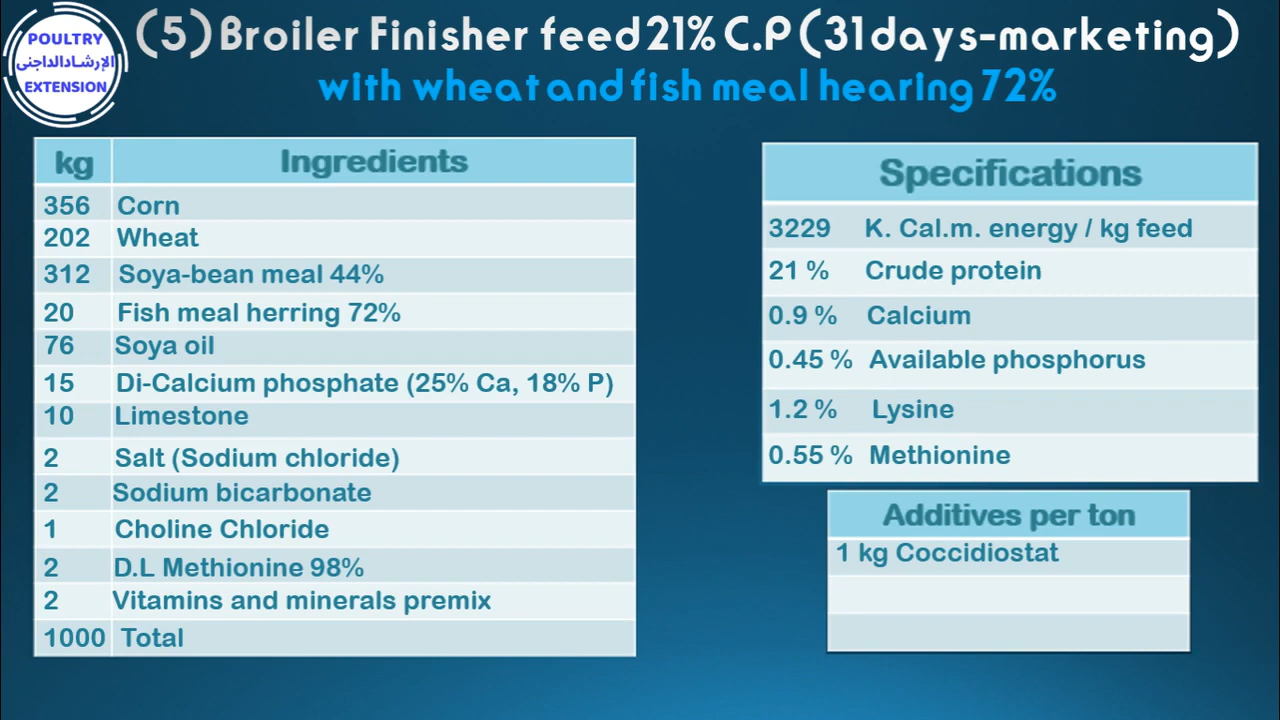 POULTRY
الإرشادالداجنى
EXTENSION
(5) Broiler Finisher feed 21% C.P (31 days-marketing)
with wheat and fish meal hearing 72%
kg Ingredients
356 Corn
202 Wheat
312 Soya-bean meal 44%
20 Fish meal herring 72%
76 Soya oil
15 Di-Calcium phosphate (25% Ca, 18% P)
10 Limestone
2 Salt (Sodium chloride)
2 Sodium bicarbonate
1 Choline Chloride
2 D.L Methionine 98%
2 Vitamins and minerals premix
1000 Total
Specifications
3229 K. Cal.m. energy / kg feed
21 % Crude protein
0.9 % Calcium
0.45 % Available phosphorus
1.2 % Lysine
0.55 % Methionine
Additives per ton
1 kg Coccidiostat